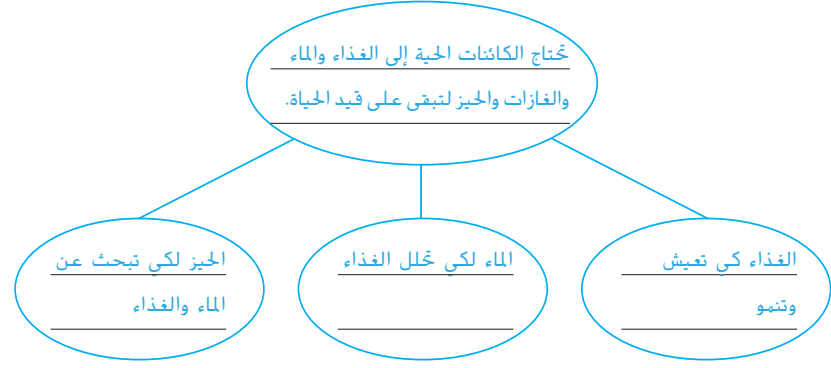 تحتاج الكائنات الحية إلى الغذاء والماء
والغازات والحيز لتبقى على قيد الحياة.
الغذاء كي تعيش
وتنمو
الماء لكي تحلل الغذاء
الحيز لكي تبحث عن
الماء والغذاء